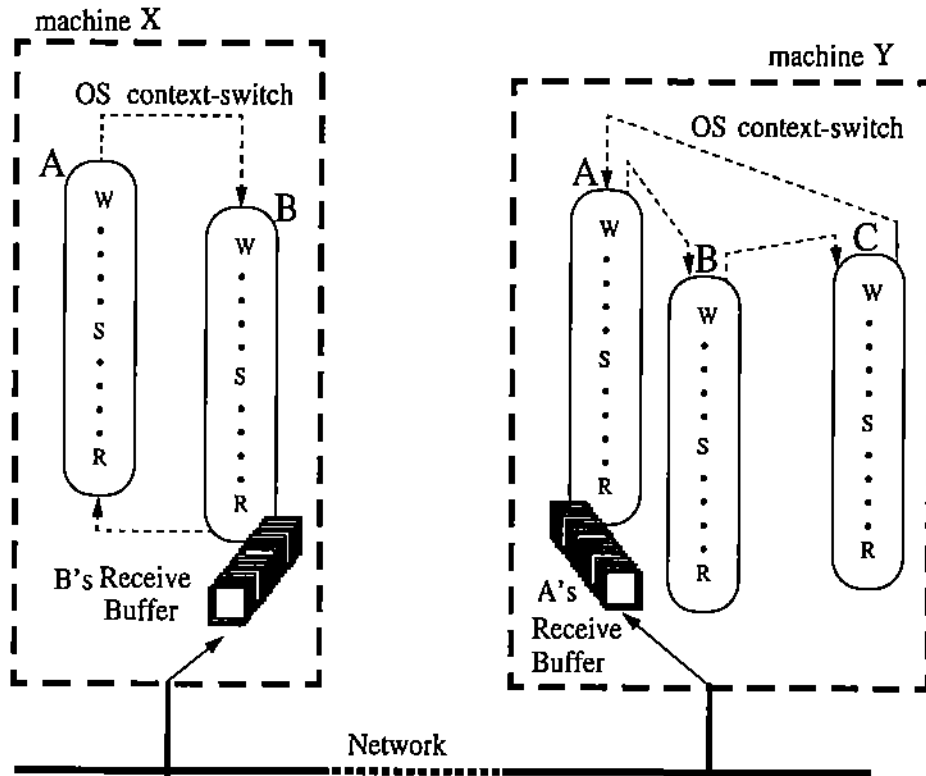 machine X
OS context-switch
A
W
S
R
B
W
S
R
B's Receive
Buffer
machine Y
OS context-switch
A
W
S
R
B
W
S
R
C
W
S
R
A's
Receive
Buffer
Network